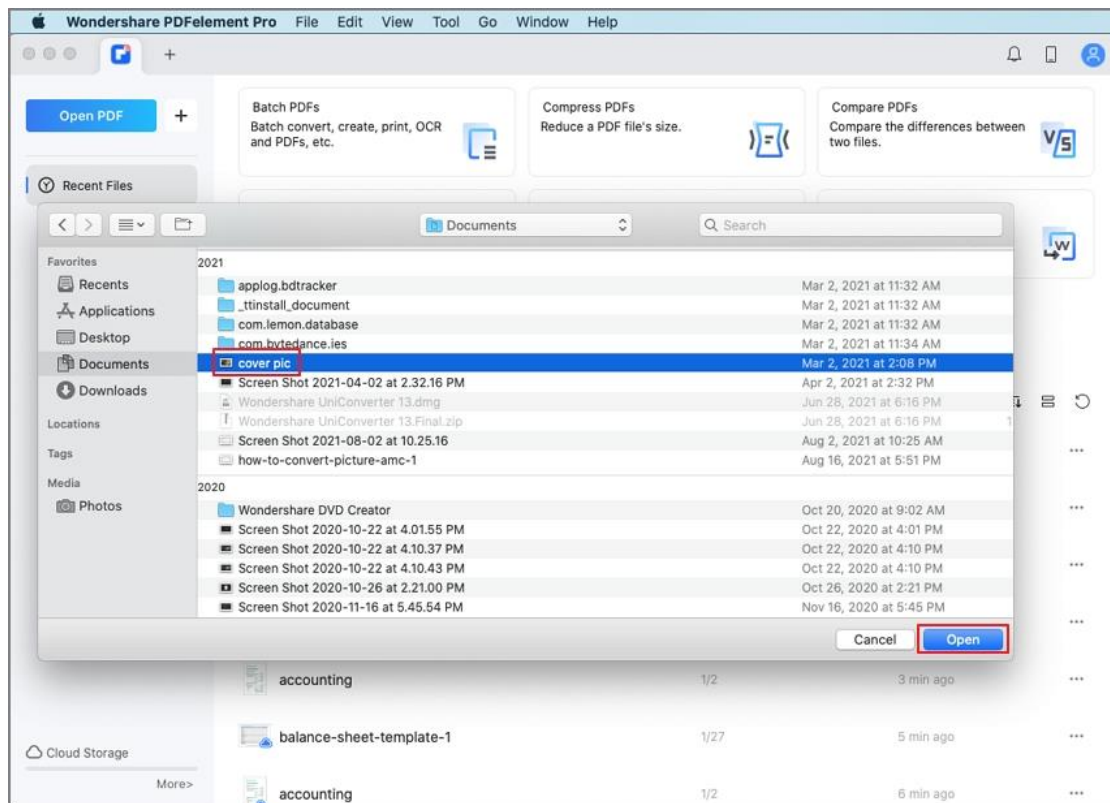 Wondershare PDFelement Pro File Edit View Tool Go Window Help
Open PDF
Batch PDFs
Batch convert, create, print, OCR
and PDFs, etc.
Compress PDFs
Reduce a PDF file's size.
Compare PDFs
Compare the differences between
two files.
Recent Files
Documents
Search
Favorites
Recents
Applications
Desktop
Documents
Downloads
Locations
Tags
Media
Photos
2021
applog.bdtracker Mar 2, 2021 at 11:32 AM
_ttinstall_document Mar 2, 2021 at 11:32 AM
com.lemon.database Mar 2, 2021 at 11:32 AM
com.bytedance.ies Mar 2, 2021 at 11:34 AM
cover pic Mar 2, 2021 at 2:08 PM
Screen Shot 2021-04-02 at 2.32.16 PM Apr 2, 2021 at 2:32 PM
Wondershare UniConverter 13.dmg Jun 28, 2021 at 6:16 PM
Wondershare UniConverter 13.Final.zip Jun 28, 2021 at 6:16 PM
Screen Shot 2021-08-02 at 10.25.16 Aug 2, 2021 at 10:25 AM
how-to-convert-picture-amc-1 Aug 16, 2021 at 5:51 PM
2020
Wondershare DVD Creator Oct 20, 2020 at 9:02 AM
Screen Shot 2020-10-22 at 4.01.55 PM Oct 22, 2020 at 4:01 PM
Screen Shot 2020-10-22 at 4.10.37 PM Oct 22, 2020 at 4:10 PM
Screen Shot 2020-10-22 at 4.10.43 PM Oct 22, 2020 at 4:10 PM
Screen Shot 2020-10-26 at 2.21.00 PM Oct 26, 2020 at 2:21 PM
Screen Shot 2020-11-16 at 5.45.54 PM Nov 16, 2020 at 5:45 PM
Cancel Open
accounting 1/2 3 min ago
balance-sheet-template-1 1/27 5 min ago
Cloud Storage
More>
accounting 1/2 6 min ago